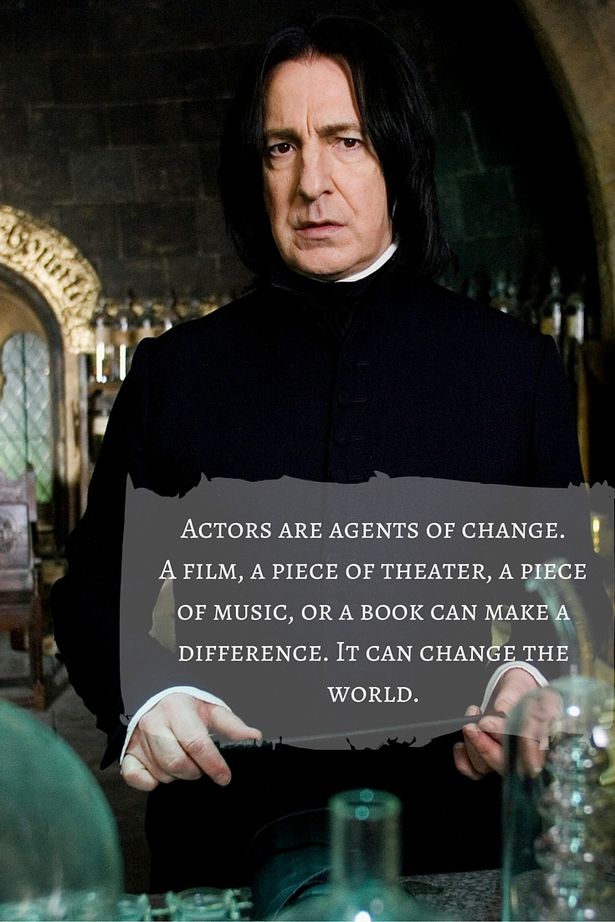 Actors are agents of change.
A film, a piece of theater, a piece
of music, or a book can make a
difference. It can change the
world.